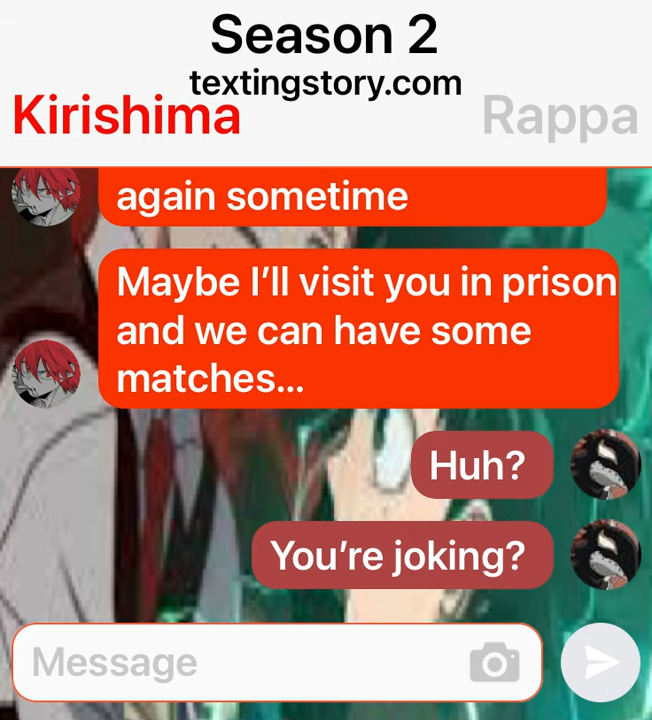 Season 2
textingstory.com
Kirishima
Rappa
again sometime
Maybe I’ll visit you in prison
and we can have some
matches...
Huh?
You’re joking?
Message